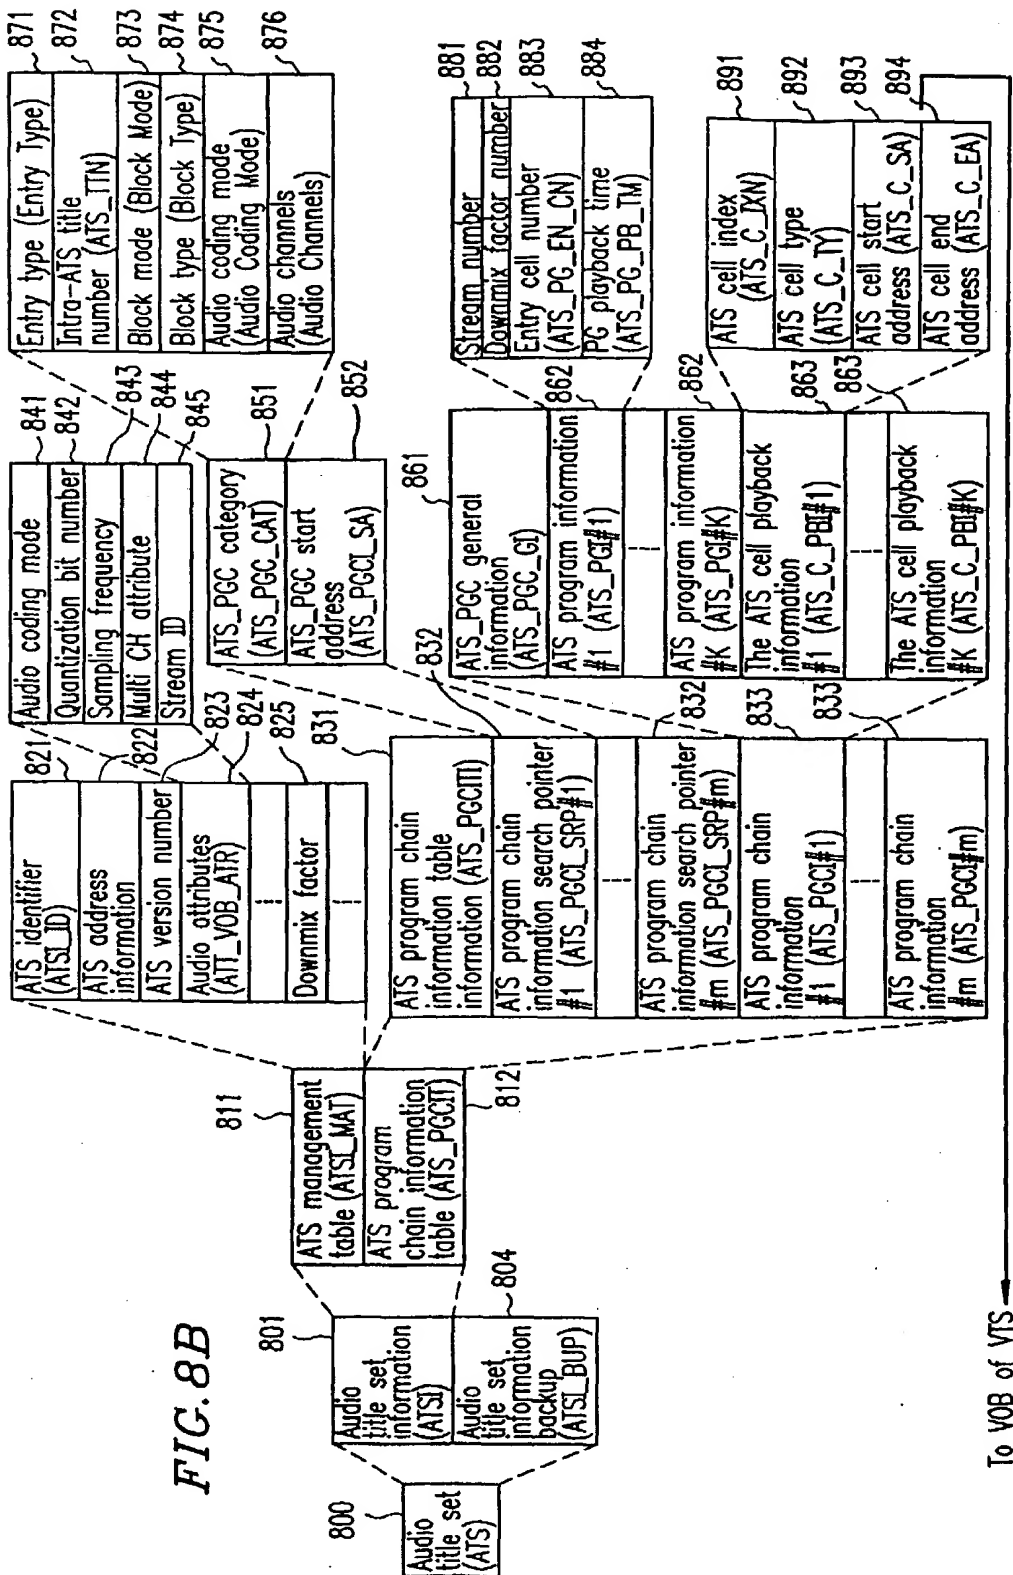 FIG. 8B
800
Audio
title set
(ATS)
801
Audio
title set
information
(ATSI)
804
Audio
title set
information
backup
(ATSI_BUP)
811
ATS management
table (ATSI_MAT)
ATS program
chain information
table (ATS_PGCIT)
812
821
ATS identifier
(ATSI_ID)
822
ATS address
information
823
ATS version number
824
Audio attributes
(ATT_VOB_ATR)
825
Downmix factor
831
ATS program chain
information table
information (ATS_PGCITI)
832
ATS program chain
information search pointer
#1 (ATS_PGCI_SRP#1)
832
ATS program chain
information search pointer
#m (ATS_PGCI_SRP#m)
833
ATS program chain
information
#1 (ATS_PGCI#1)
833
ATS program chain
information
#m (ATS_PGCI#m)
841
Audio coding mode
842
Quantization bit number
843
Sampling frequency
844
Multi CH attribute
845
Stream ID
851
ATS_PGC category
(ATS_PGC_CAT)
852
ATS_PGC start
address
(ATS_PGCI_SA)
861
ATS_PGC general
information
(ATS_PGC_GI)
862
ATS program information
#1 (ATS_PGI#1)
862
ATS program information
#K (ATS_PGI#K)
863
The ATS cell playback
information
#1 (ATS_C_PBI#1)
863
The ATS cell playback
information
#K (ATS_C_PBI#K)
871
Entry type (Entry Type)
872
Intra-ATS title
number (ATS_TTN)
873
Block mode (Block Mode)
874
Block type (Block Type)
875
Audio coding mode
(Audio Coding Mode)
876
Audio channels
(Audio Channels)
881
Stream number
882
Downmix factor number
883
Entry cell number
(ATS_PG_EN_CN)
884
PG playback time
(ATS_PG_PB_TM)
891
ATS cell index
(ATS_C_IXN)
892
ATS cell type
(ATS_C_TY)
893
ATS cell start
address (ATS_C_SA)
894
ATS cell end
address (ATS_C_EA)
To VOB of VTS